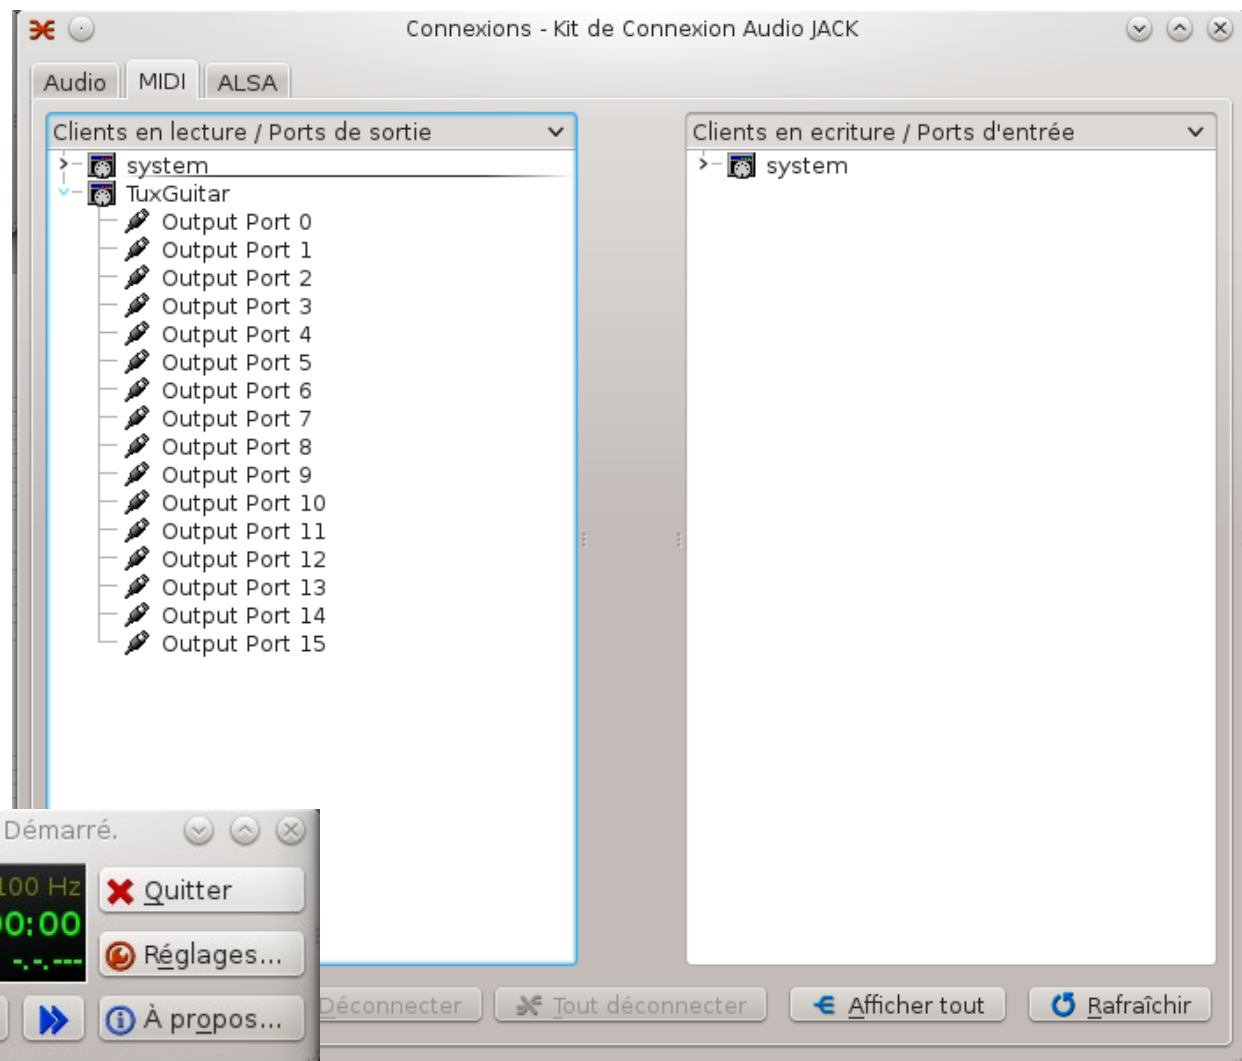 Connexions - Kit de Connexion Audio JACK
Audio MIDI ALSA
Clients en lecture / Ports de sortie
system
TuxGuitar
Output Port 0
Output Port 1
Output Port 2
Output Port 3
Output Port 4
Output Port 5
Output Port 6
Output Port 7
Output Port 8
Output Port 9
Output Port 10
Output Port 11
Output Port 12
Output Port 13
Output Port 14
Output Port 15
Clients en ecriture / Ports d'entrée
system
Déconnecter Tout déconnecter Afficher tout Rafraîchir
Démarré.
100 Hz
0:00
-.-.---
Quitter
Réglages...
À propos...